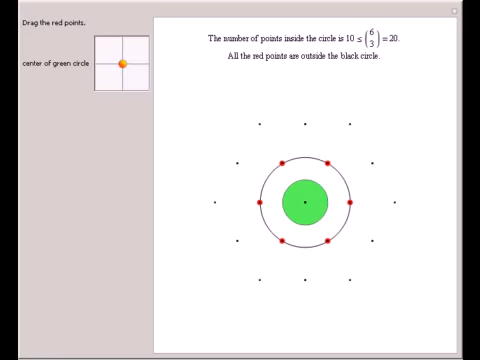 Drag the red points.
center of green circle
The number of points inside the circle is 10 ≤ (6 3) = 20.
All the red points are outside the black circle.